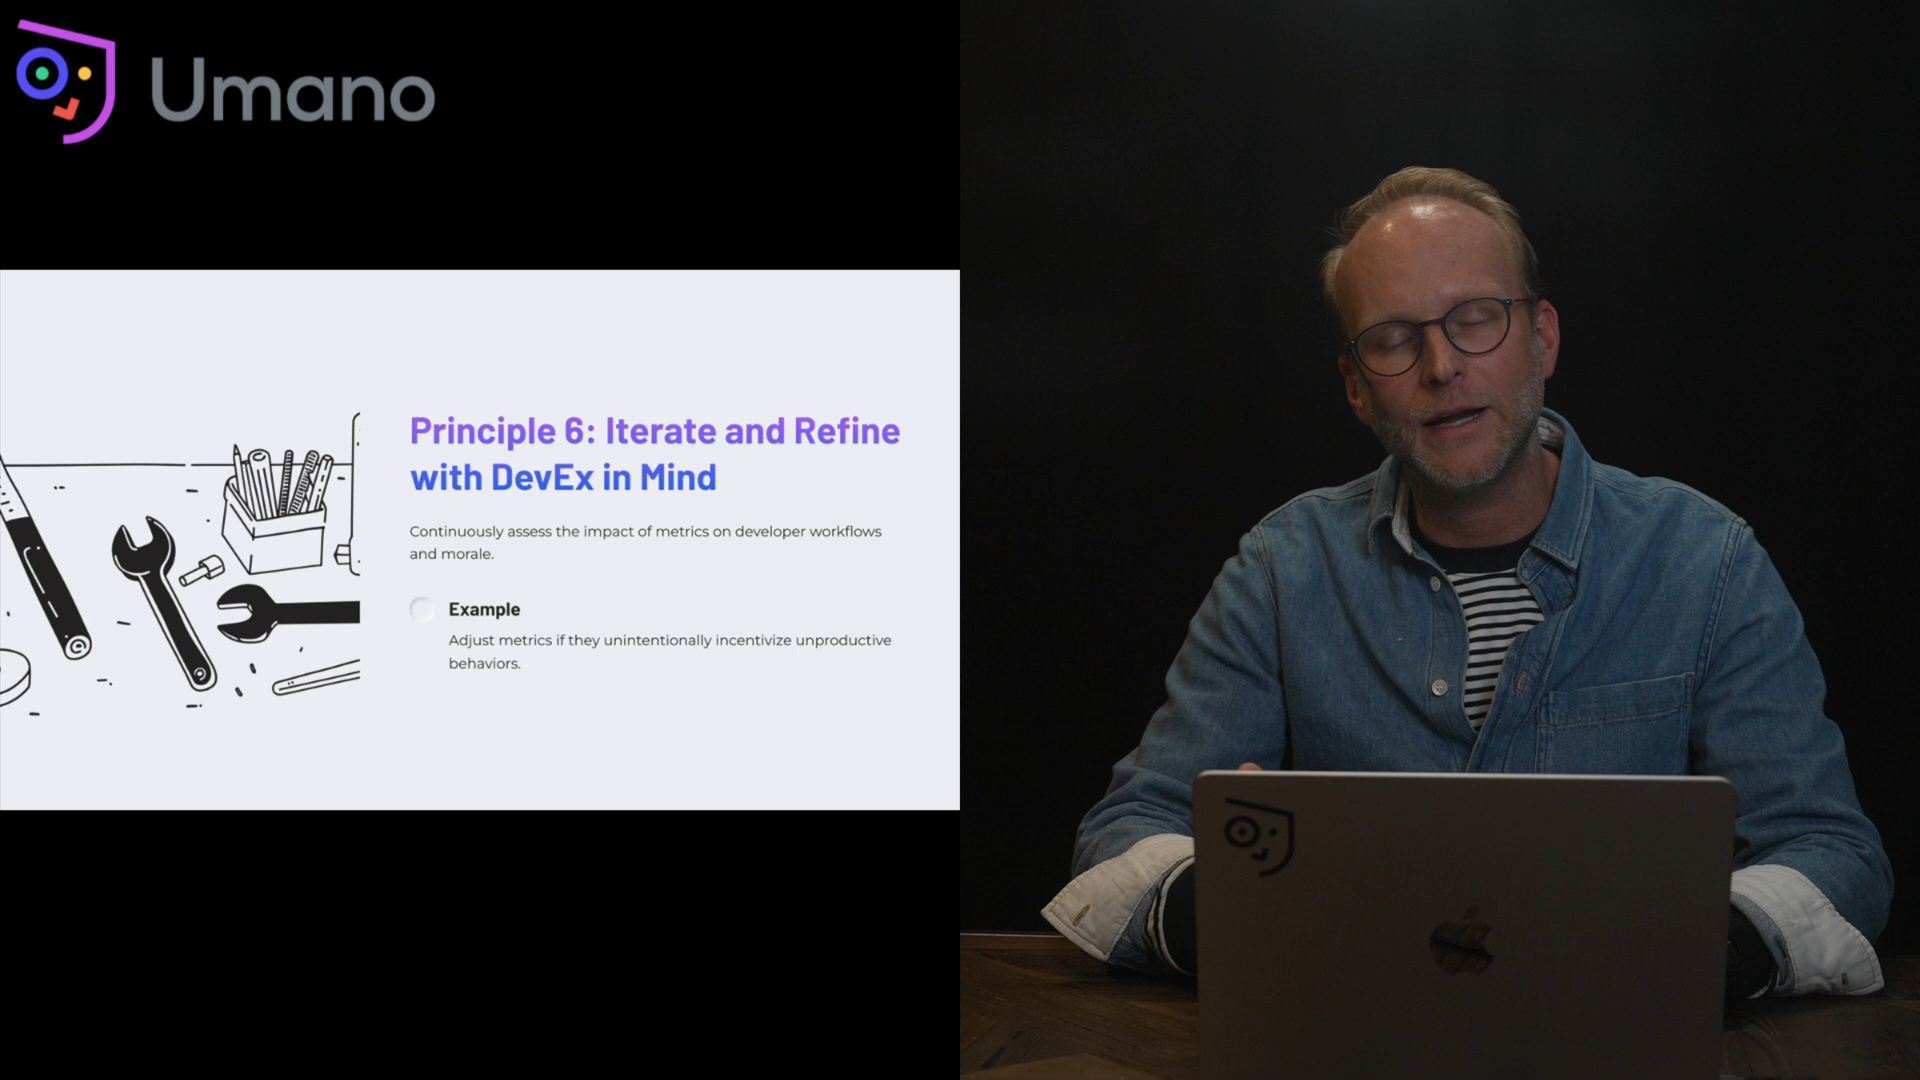 Umano
Principle 6: Iterate and Refine
with DevEx in Mind
Continuously assess the impact of metrics on developer workflows
and morale.
Example
Adjust metrics if they unintentionally incentivize unproductive
behaviors.